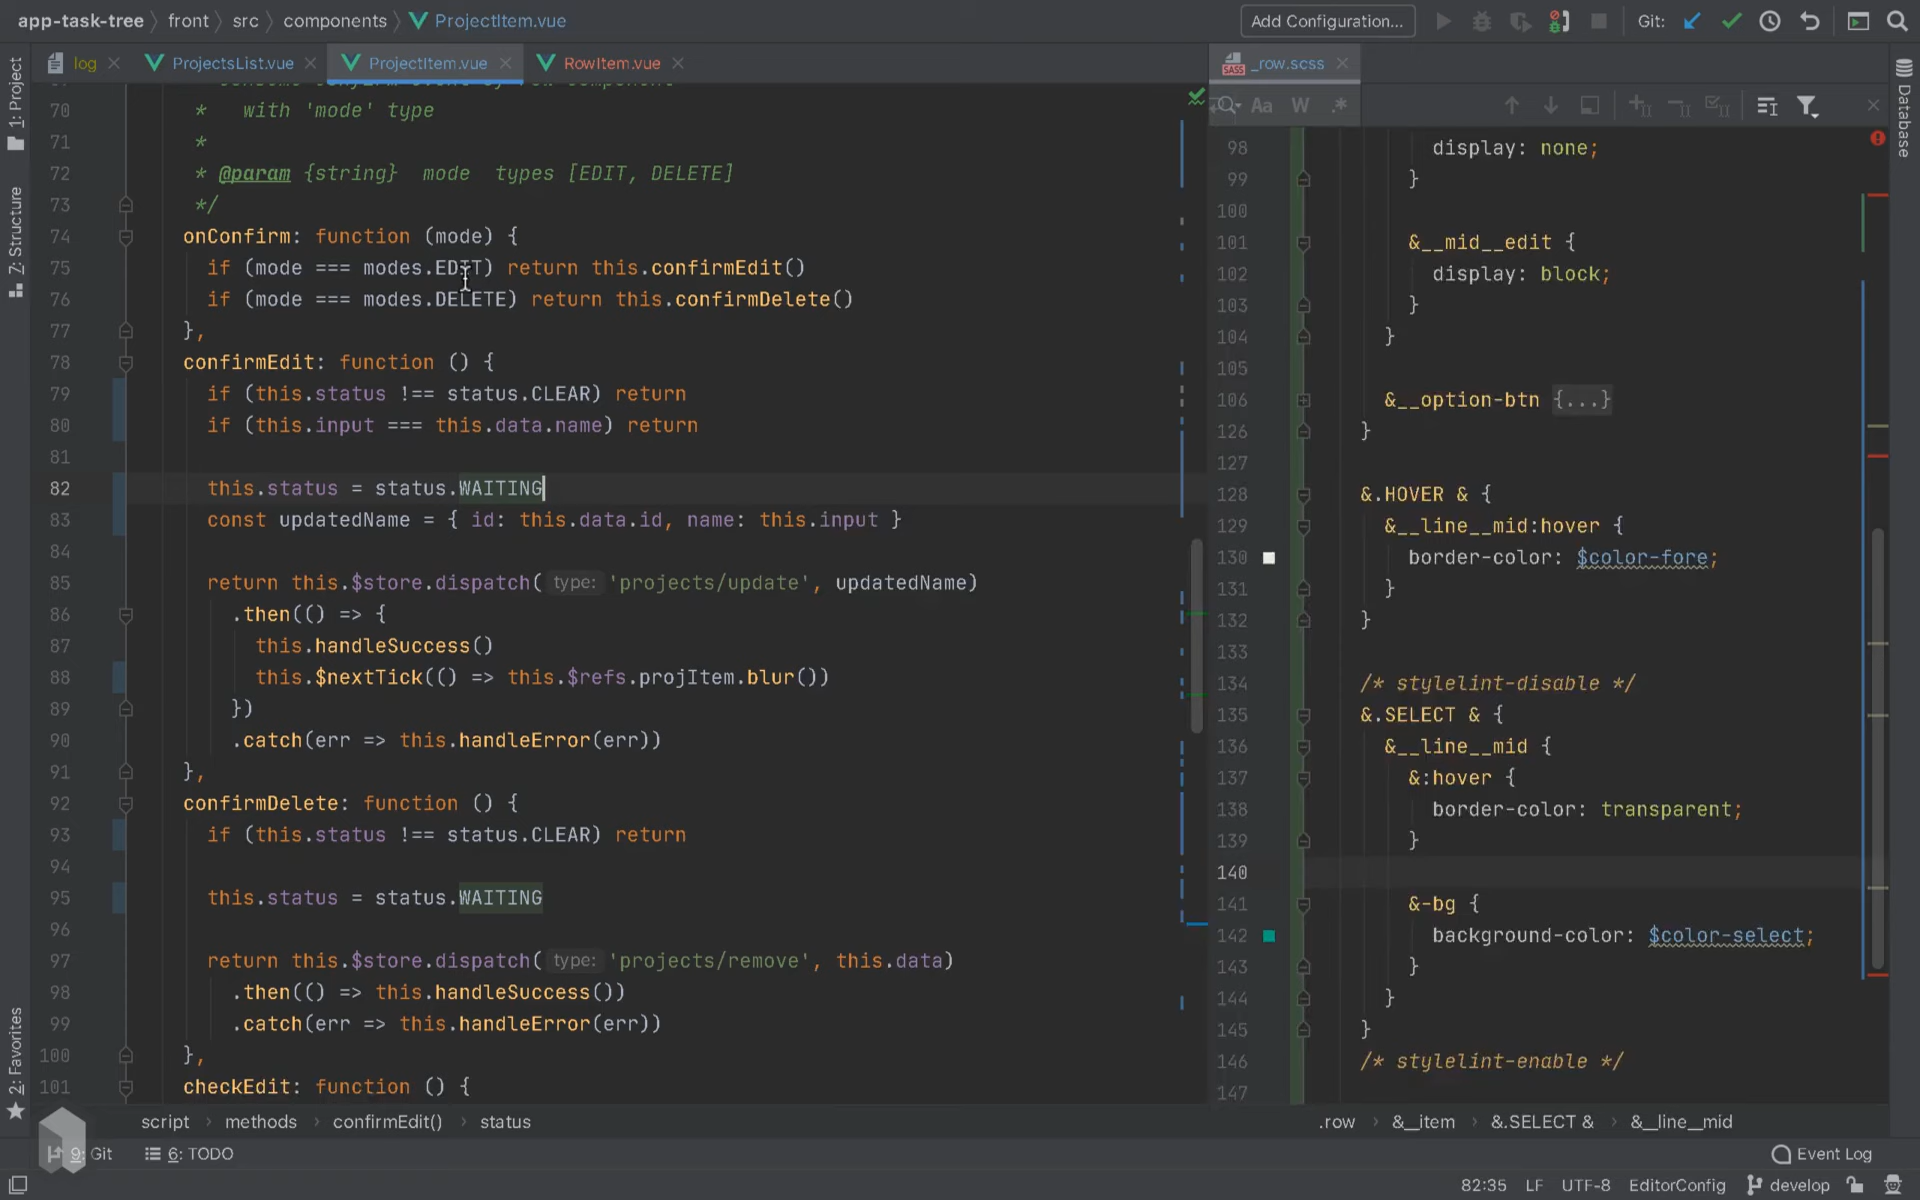 app-task-tree front src components ProjectItem.vue Add Configuration... Git:
log ProjectsList.vue ProjectItem.vue RowItem.vue _row.scss
1: Project
7: Structure
2: Favorites
Database
70 *   with 'mode' type
71 *
72 * @param {string}  mode  types [EDIT, DELETE]
73 */
74 onConfirm: function (mode) {
75 if (mode === modes.EDIT) return this.confirmEdit()
76 if (mode === modes.DELETE) return this.confirmDelete()
77 },
78 confirmEdit: function () {
79 if (this.status !== status.CLEAR) return
80 if (this.input === this.data.name) return
81
82 this.status = status.WAITING
83 const updatedName = { id: this.data.id, name: this.input }
84
85 return this.$store.dispatch( type: 'projects/update', updatedName)
86 .then(() => {
87 this.handleSuccess()
88 this.$nextTick(() => this.$refs.projItem.blur())
89 })
90 .catch(err => this.handleError(err))
91 },
92 confirmDelete: function () {
93 if (this.status !== status.CLEAR) return
94
95 this.status = status.WAITING
96
97 return this.$store.dispatch( type: 'projects/remove', this.data)
98 .then(() => this.handleSuccess())
99 .catch(err => this.handleError(err))
100 },
101 checkEdit: function () {
script methods confirmEdit() status
Aa W .*
98 display: none;
99 }
100
101 &__mid__edit {
102 display: block;
103 }
104 }
105
106 &__option-btn {...}
126 }
127
128 &.HOVER & {
129 &__line__mid:hover {
130 border-color: $color-fore;
131 }
132 }
133
134 /* stylelint-disable */
135 &.SELECT & {
136 &__line__mid {
137 &:hover {
138 border-color: transparent;
139 }
140
141 &-bg {
142 background-color: $color-select;
143 }
144 }
145 }
146 /* stylelint-enable */
147
.row &__item &.SELECT & &__line__mid
9: Git 6: TODO Event Log
82:35 LF UTF-8 EditorConfig develop